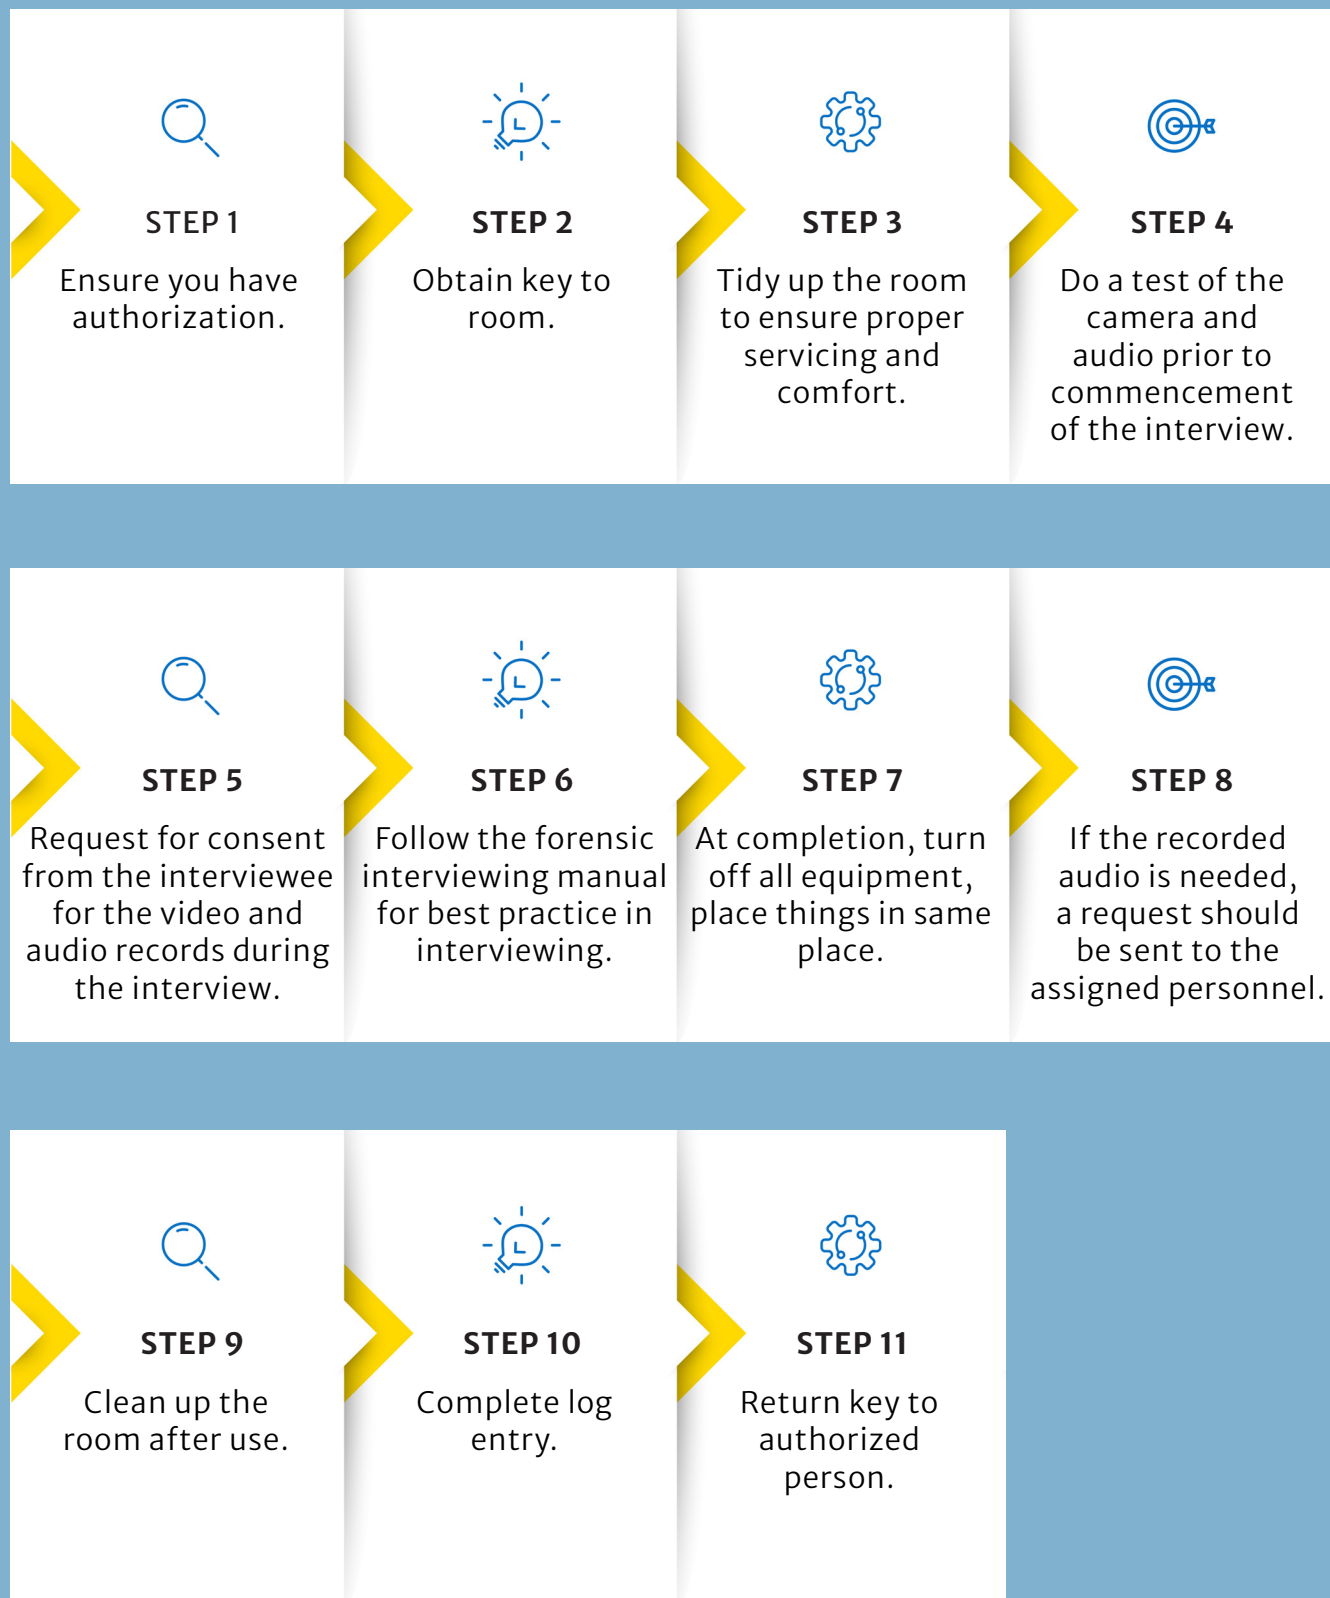 STEP 1
Ensure you have
authorization.
STEP 2
Obtain key to
room.
STEP 3
Tidy up the room
to ensure proper
servicing and
comfort.
STEP 4
Do a test of the
camera and
audio prior to
commencement
of the interview.
STEP 5
Request for consent
from the interviewee
for the video and
audio records during
the interview.
STEP 6
Follow the forensic
interviewing manual
for best practice in
interviewing.
STEP 7
At completion, turn
off all equipment,
place things in same
place.
STEP 8
If the recorded
audio is needed,
a request should
be sent to the
assigned personnel.
STEP 9
Clean up the
room after use.
STEP 10
Complete log
entry.
STEP 11
Return key to
authorized
person.